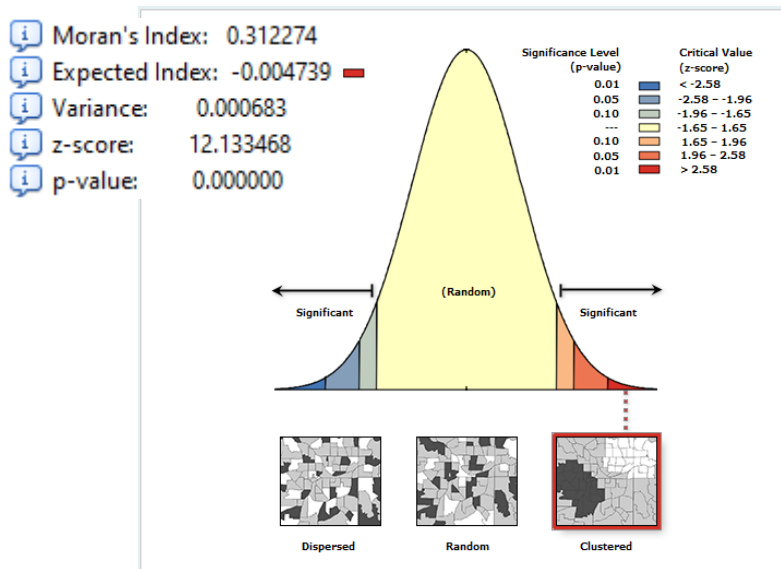 Moran's Index: 0.312274
Expected Index: -0.004739
Variance: 0.000683
z-score: 12.133468
p-value: 0.000000
Significance Level
(p-value)
Critical Value
(z-score)
0.01 < -2.58
0.05 -2.58 – -1.96
0.10 -1.96 – -1.65
--- -1.65 – 1.65
0.10 1.65 – 1.96
0.05 1.96 – 2.58
0.01 > 2.58
Significant
(Random)
Significant
Dispersed
Random
Clustered